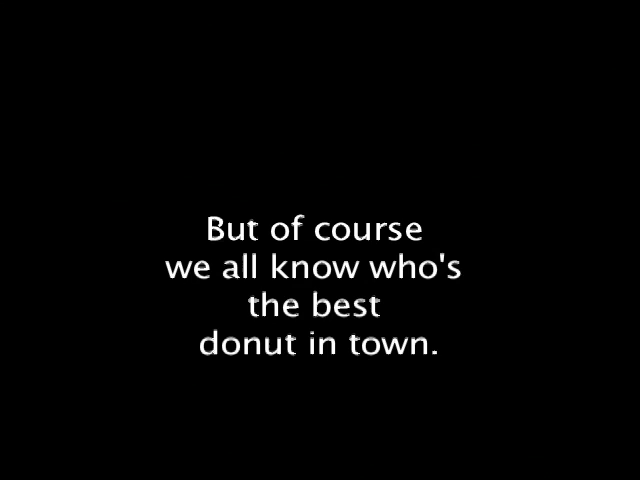 But of course
we all know who's
the best
donut in town.